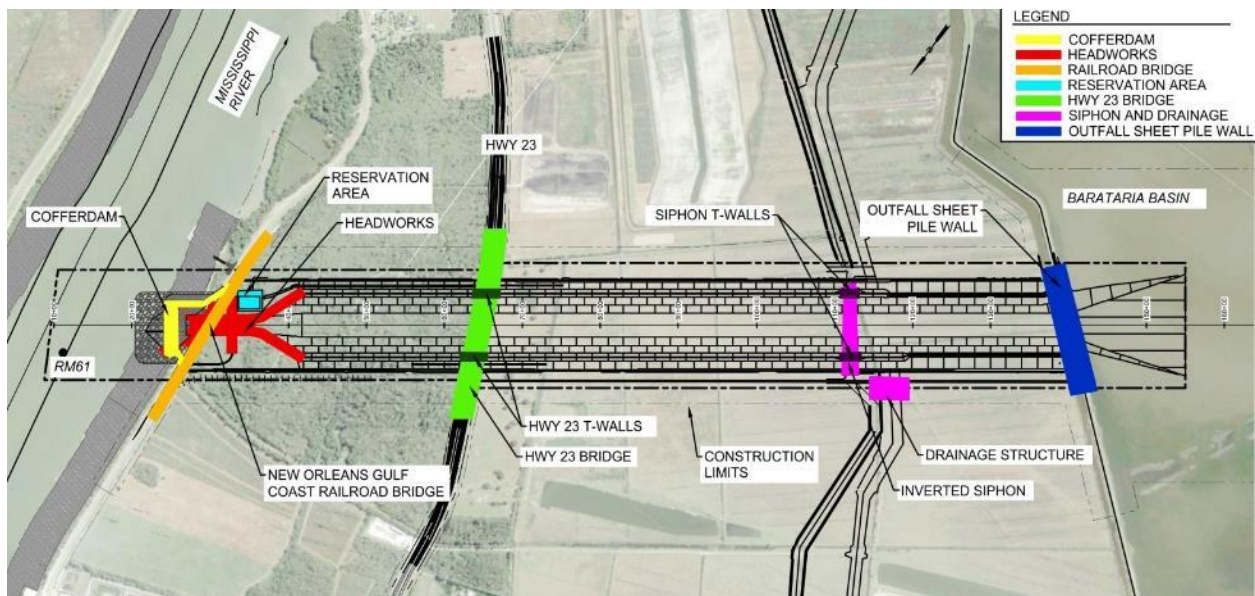 LEGEND
COFFERDAM
HEADWORKS
RAILROAD BRIDGE
RESERVATION AREA
HWY 23 BRIDGE
SIPHON AND DRAINAGE
OUTFALL SHEET PILE WALL
MISSISSIPPI
RIVER
HWY 23
RESERVATION
AREA
COFFERDAM
HEADWORKS
SIPHON T-WALLS
OUTFALL SHEET
PILE WALL
BARATARIA BASIN
RM61
HWY 23 T-WALLS
HWY 23 BRIDGE
NEW ORLEANS GULF
COAST RAILROAD BRIDGE
CONSTRUCTION
LIMITS
DRAINAGE STRUCTURE
INVERTED SIPHON